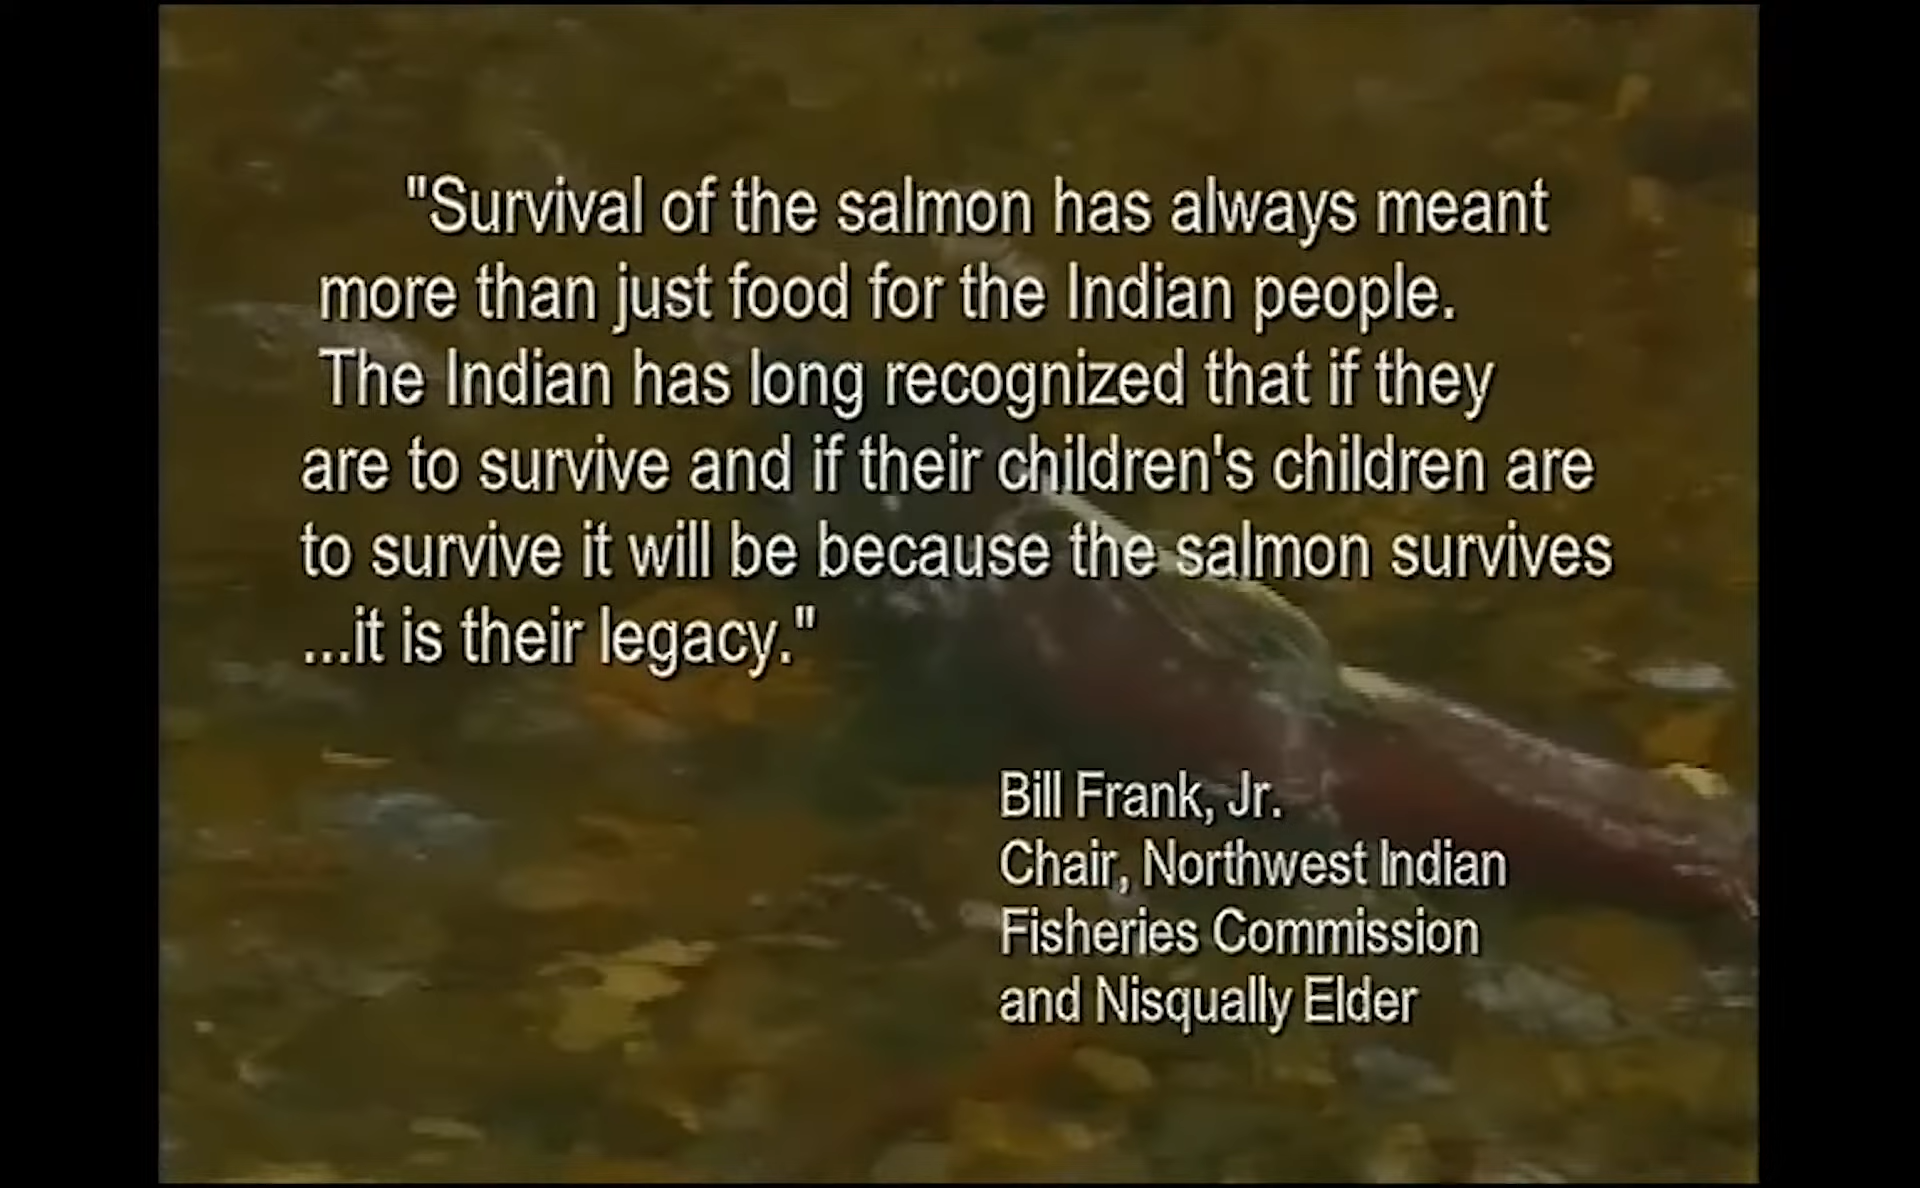 "Survival of the salmon has always meant
more than just food for the Indian people.
The Indian has long recognized that if they
are to survive and if their children's children are
to survive it will be because the salmon survives
...it is their legacy."
Bill Frank, Jr.
Chair, Northwest Indian
Fisheries Commission
and Nisqually Elder